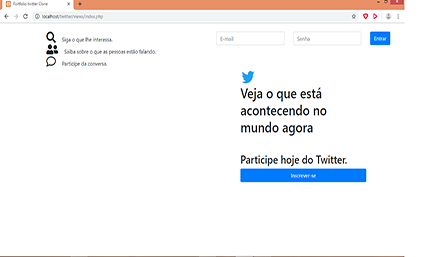 Portfolio twitter Clone
localhost/twitter/views/index.php
Siga o que lhe interessa.
E-mail
Senha
Entrar
Saiba sobre o que as pessoas estão falando.
Participe da conversa.
Veja o que está
acontecendo no
mundo agora
Participe hoje do Twitter.
Inscrever-se